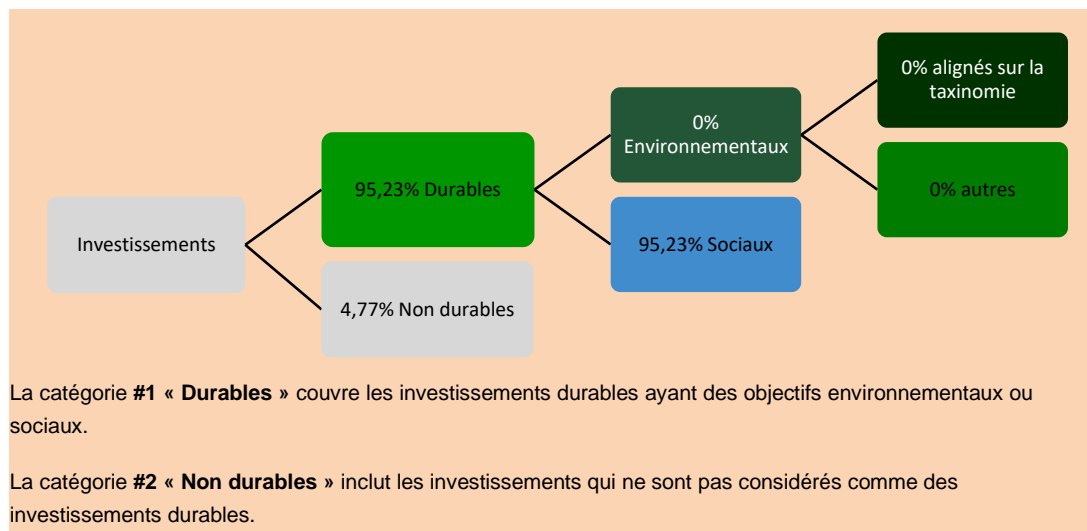 0% alignés sur la
taxinomie
0%
Environnementaux
95,23% Durables
0% autres
Investissements
95,23% Sociaux
4,77% Non durables
La catégorie #1 « Durables » couvre les investissements durables ayant des objectifs environnementaux ou
sociaux.
La catégorie #2 « Non durables » inclut les investissements qui ne sont pas considérés comme des
investissements durables.